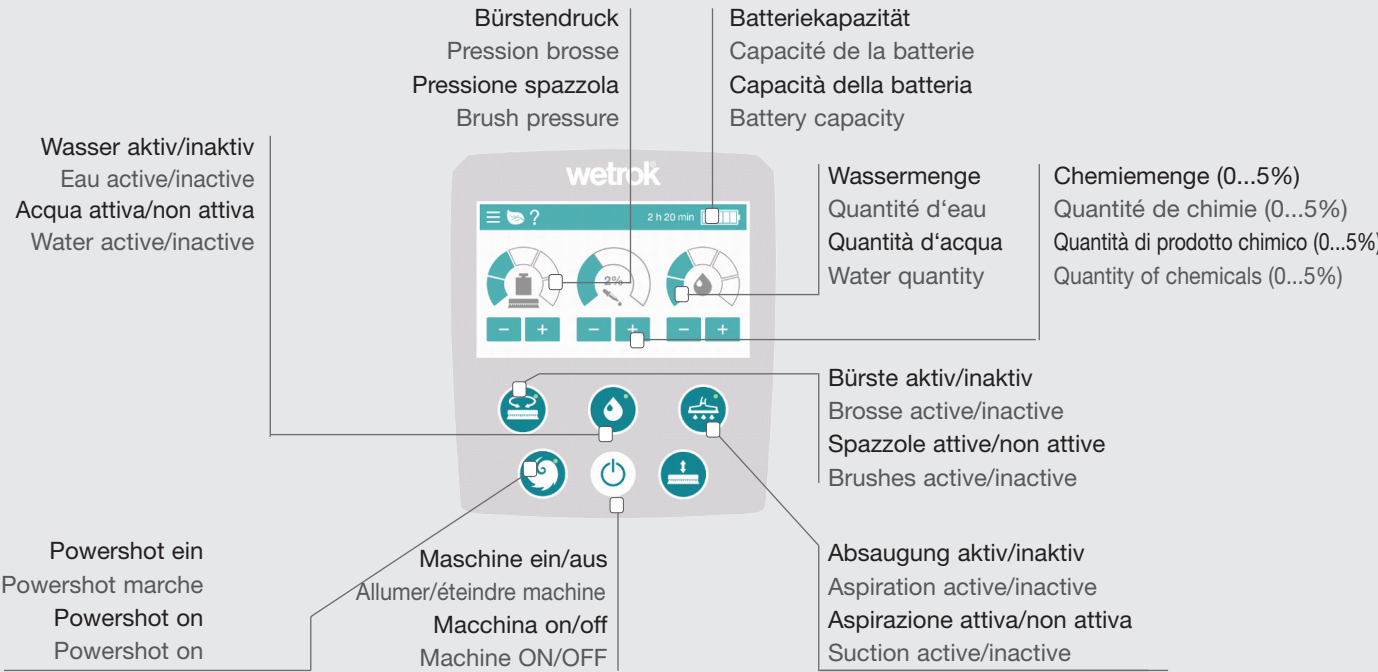 Bürstendruck
Pression brosse
Pressione spazzola
Brush pressure
Batteriekapazität
Capacité de la batterie
Capacità della batteria
Battery capacity
Wasser aktiv/inaktiv
Eau active/inactive
Acqua attiva/non attiva
Water active/inactive
wetrok®
? 2 h 20 min
2%
− + − + − +
Wassermenge
Quantité d‘eau
Quantità d‘acqua
Water quantity
Chemiemenge (0...5%)
Quantité de chimie (0...5%)
Quantità di prodotto chimico (0...5%)
Quantity of chemicals (0...5%)
Bürste aktiv/inaktiv
Brosse active/inactive
Spazzole attive/non attive
Brushes active/inactive
Powershot ein
Powershot marche
Powershot on
Powershot on
Maschine ein/aus
Allumer/éteindre machine
Macchina on/off
Machine ON/OFF
Absaugung aktiv/inaktiv
Aspiration active/inactive
Aspirazione attiva/non attiva
Suction active/inactive